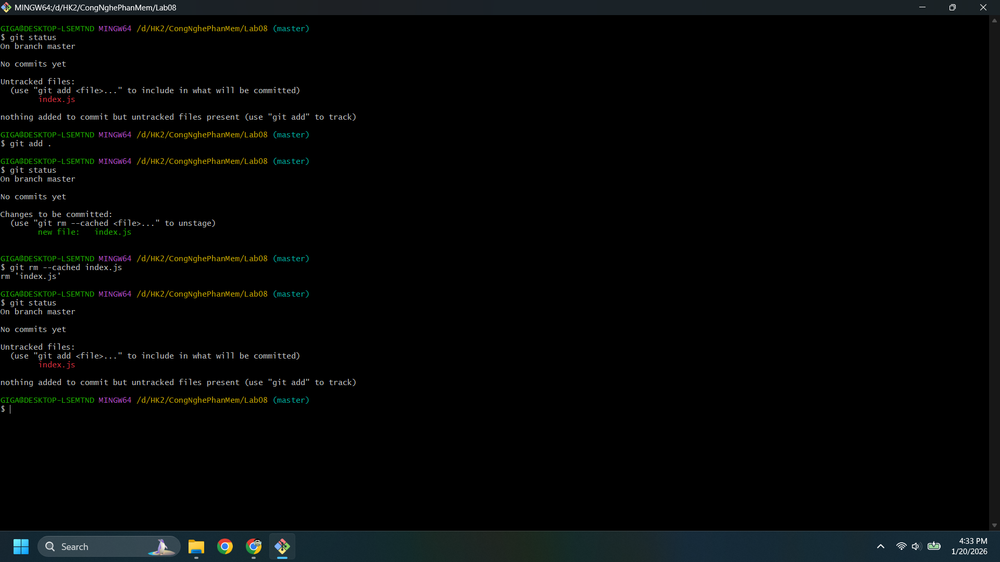 MINGW64:/d/HK2/CongNghePhanMem/Lab08
GIGA@DESKTOP-LSEMTND MINGW64 /d/HK2/CongNghePhanMem/Lab08 (master)
$ git status
On branch master
No commits yet
Untracked files:
  (use "git add <file>..." to include in what will be committed)
        index.js
nothing added to commit but untracked files present (use "git add" to track)
GIGA@DESKTOP-LSEMTND MINGW64 /d/HK2/CongNghePhanMem/Lab08 (master)
$ git add .
GIGA@DESKTOP-LSEMTND MINGW64 /d/HK2/CongNghePhanMem/Lab08 (master)
$ git status
On branch master
No commits yet
Changes to be committed:
  (use "git rm --cached <file>..." to unstage)
        new file:   index.js
GIGA@DESKTOP-LSEMTND MINGW64 /d/HK2/CongNghePhanMem/Lab08 (master)
$ git rm --cached index.js
rm 'index.js'
GIGA@DESKTOP-LSEMTND MINGW64 /d/HK2/CongNghePhanMem/Lab08 (master)
$ git status
On branch master
No commits yet
Untracked files:
  (use "git add <file>..." to include in what will be committed)
        index.js
nothing added to commit but untracked files present (use "git add" to track)
GIGA@DESKTOP-LSEMTND MINGW64 /d/HK2/CongNghePhanMem/Lab08 (master)
$
Search
4:33 PM
1/20/2026